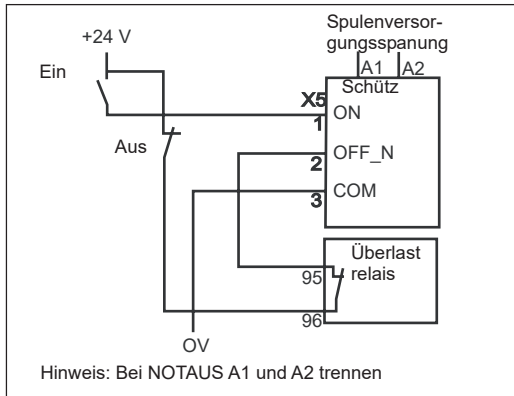 Spulenversor-
gungsspanung
+24 V
A1 A2
Ein
Schütz
X5
1 ON
Aus
2 OFF_N
3 COM
Überlast
relais
95
96
OV
Hinweis: Bei NOTAUS A1 und A2 trennen